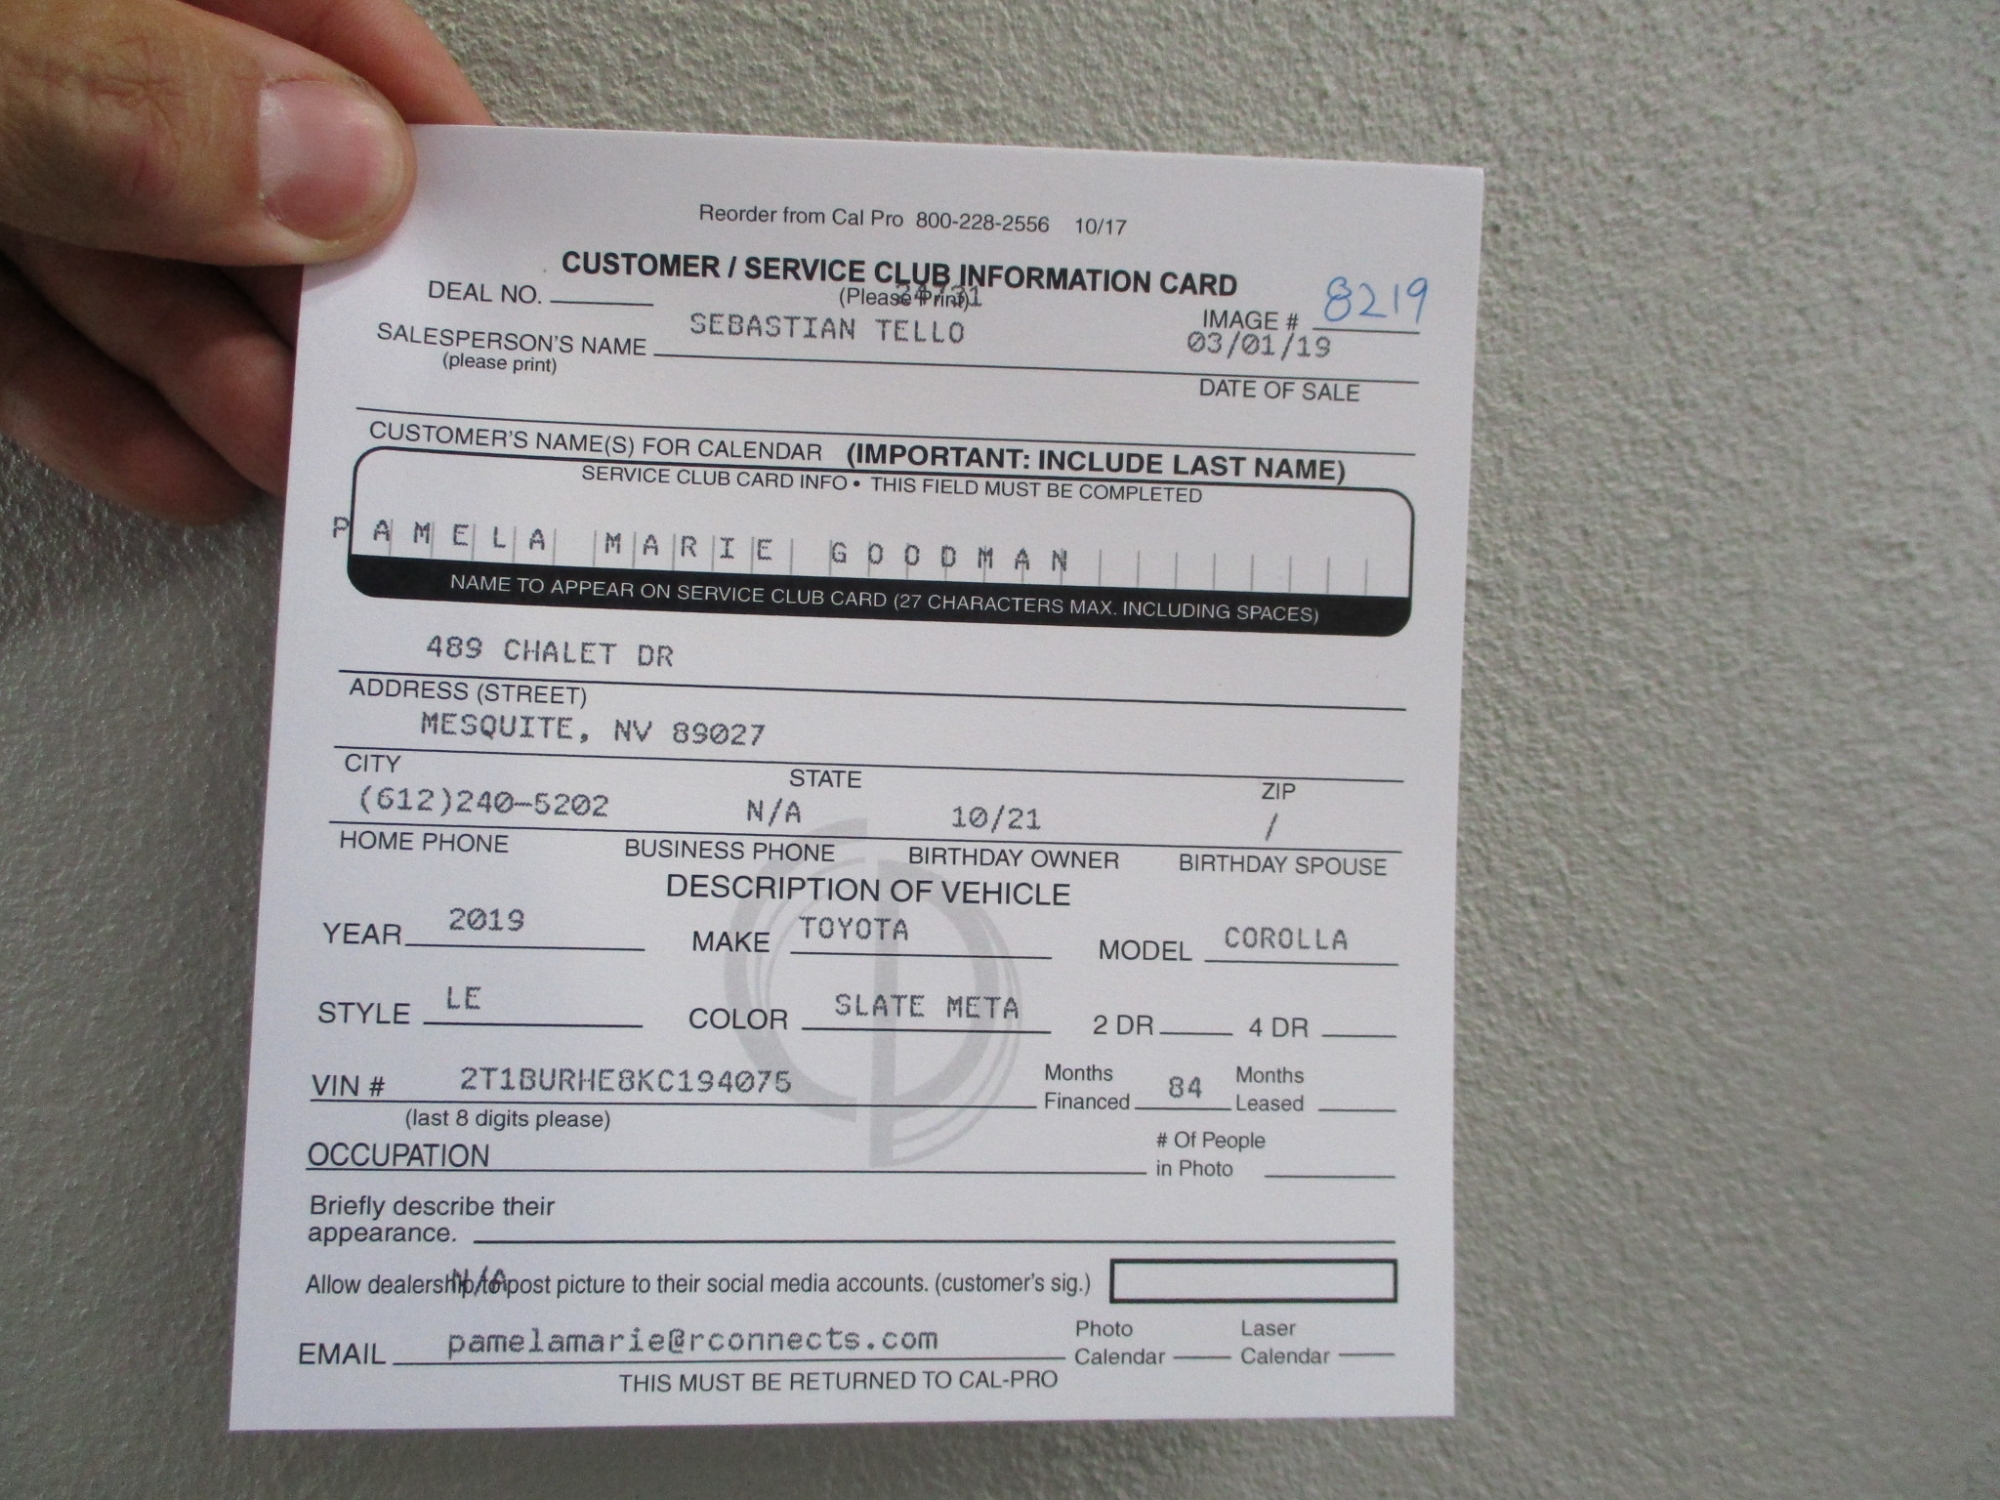 Reorder from Cal Pro 800-228-2556 10/17
CUSTOMER / SERVICE CLUB INFORMATION CARD
DEAL NO. (Please Print) IMAGE # 8219
SALESPERSON'S NAME SEBASTIAN TELLO 03/01/19
(please print) DATE OF SALE
CUSTOMER'S NAME(S) FOR CALENDAR (IMPORTANT: INCLUDE LAST NAME)
SERVICE CLUB CARD INFO • THIS FIELD MUST BE COMPLETED
PAMELA MARIE GOODMAN
NAME TO APPEAR ON SERVICE CLUB CARD (27 CHARACTERS MAX. INCLUDING SPACES)
489 CHALET DR
ADDRESS (STREET)
MESQUITE, NV 89027
CITY STATE ZIP
(612)240-5202 N/A 10/21 /
HOME PHONE BUSINESS PHONE BIRTHDAY OWNER BIRTHDAY SPOUSE
DESCRIPTION OF VEHICLE
YEAR 2019 MAKE TOYOTA MODEL COROLLA
STYLE LE COLOR SLATE META 2 DR 4 DR
VIN # 2T1BURHE8KC194075 Months Financed 84 Months Leased
(last 8 digits please)
OCCUPATION # Of People in Photo
Briefly describe their
appearance.
N/A
Allow dealership to post picture to their social media accounts. (customer's sig.)
EMAIL pamelamarie@rconnects.com Photo Calendar Laser Calendar
THIS MUST BE RETURNED TO CAL-PRO